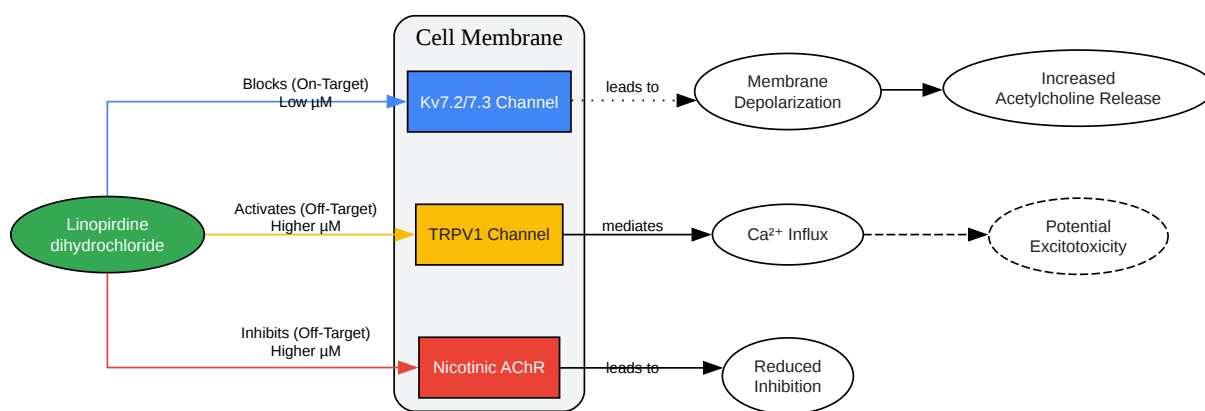 Cell Membrane
Blocks (On-Target)
Low µM
Kv7.2/7.3 Channel
leads to
Membrane
Depolarization
Increased
Acetylcholine Release
Linopirdine
dihydrochloride
Activates (Off-Target)
Higher µM
TRPV1 Channel
mediates
Ca²⁺ Influx
Potential
Excitotoxicity
Inhibits (Off-Target)
Higher µM
Nicotinic AChR
leads to
Reduced
Inhibition